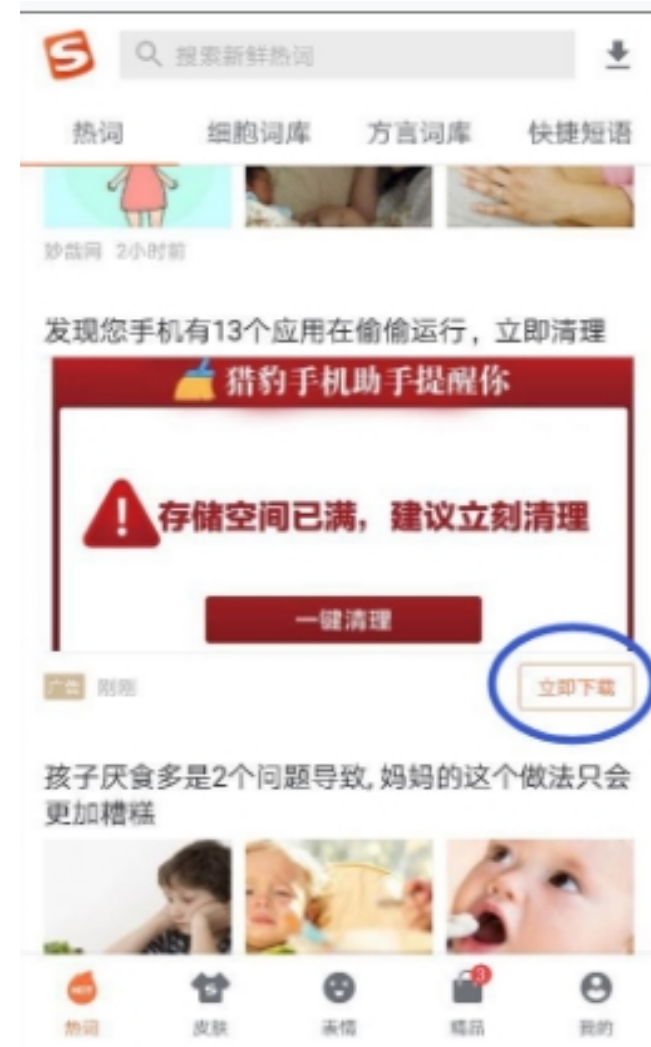 S
搜索新鲜热词
热词 细胞词库 方言词库 快捷短语
妙哉网 2小时前
发现您手机有13个应用在偷偷运行，立即清理
猎豹手机助手提醒你
存储空间已满，建议立刻清理
一键清理
广告 刚刚 立即下载
孩子厌食多是2个问题导致,妈妈的这个做法只会
更加糟糕
HOT S 3
热词 皮肤 表情 精品 我的